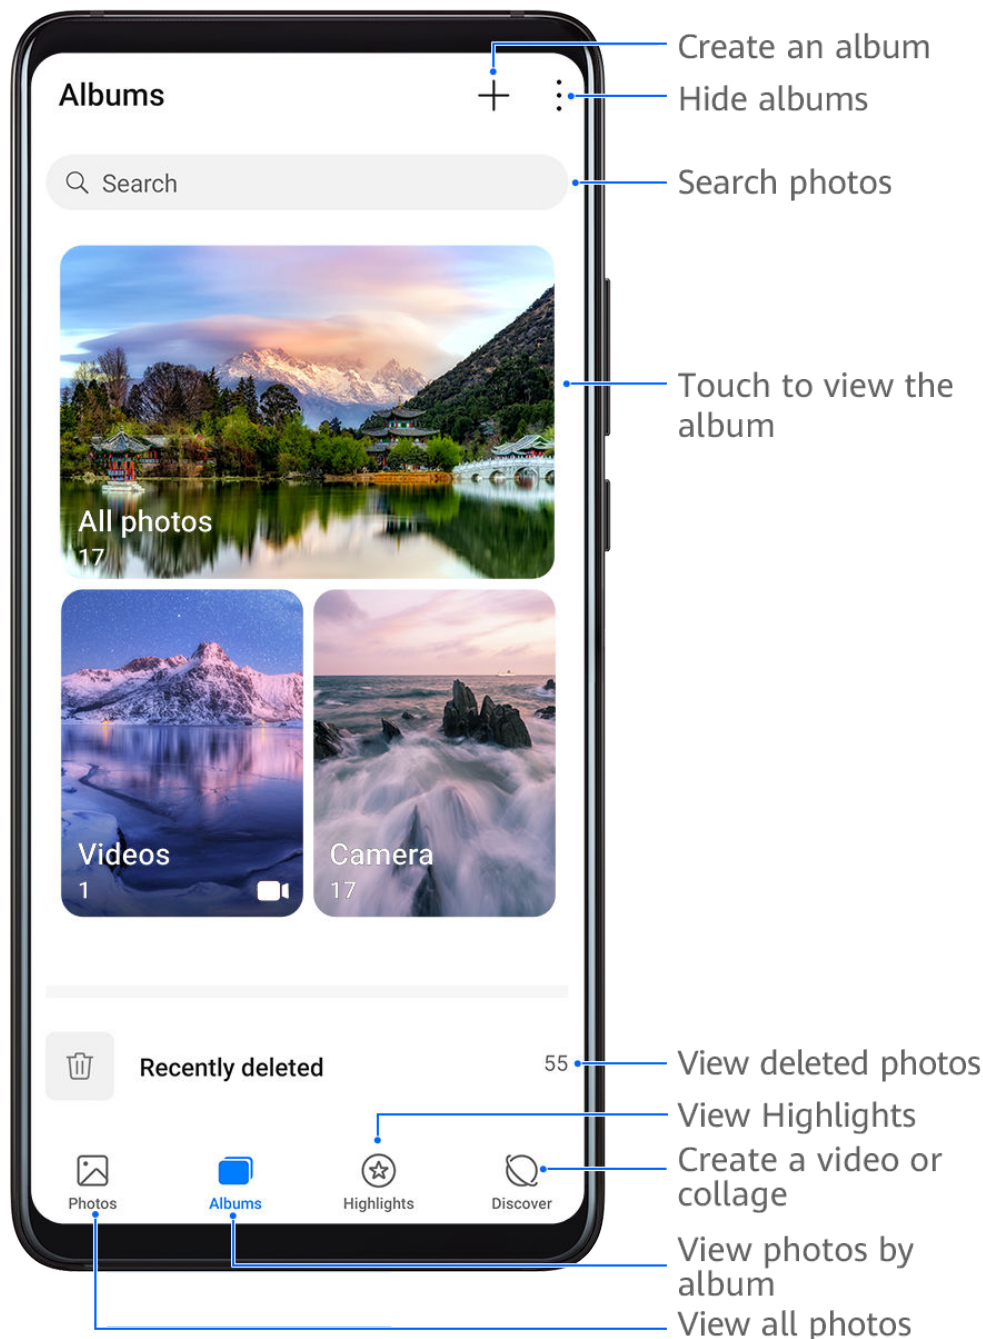 Create an album
Albums
Hide albums
Search
Search photos
Touch to view the
album
All photos
17
Videos
1
Camera
17
Recently deleted
55
View deleted photos
View Highlights
Create a video or
collage
Photos
Albums
Highlights
Discover
View photos by
album
View all photos